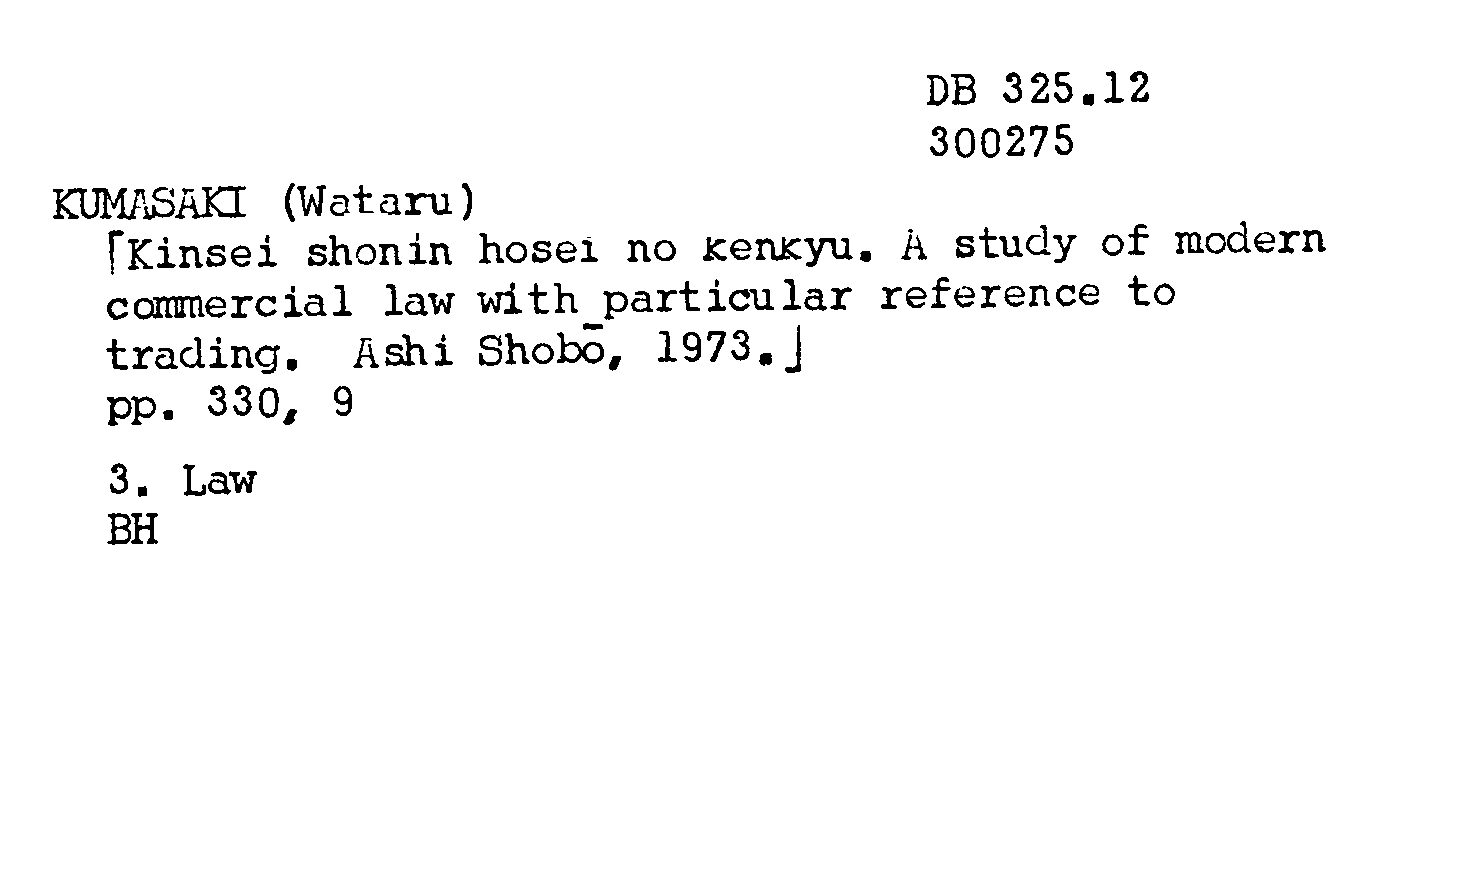 DB 325.12
300275
KUMASAKI (Wataru)
⌈Kinsei shonin hosei no kenkyu. A study of modern
commercial law with particular reference to
trading. Ashi Shobō, 1973.⌋
pp. 330, 9
3. Law
BH